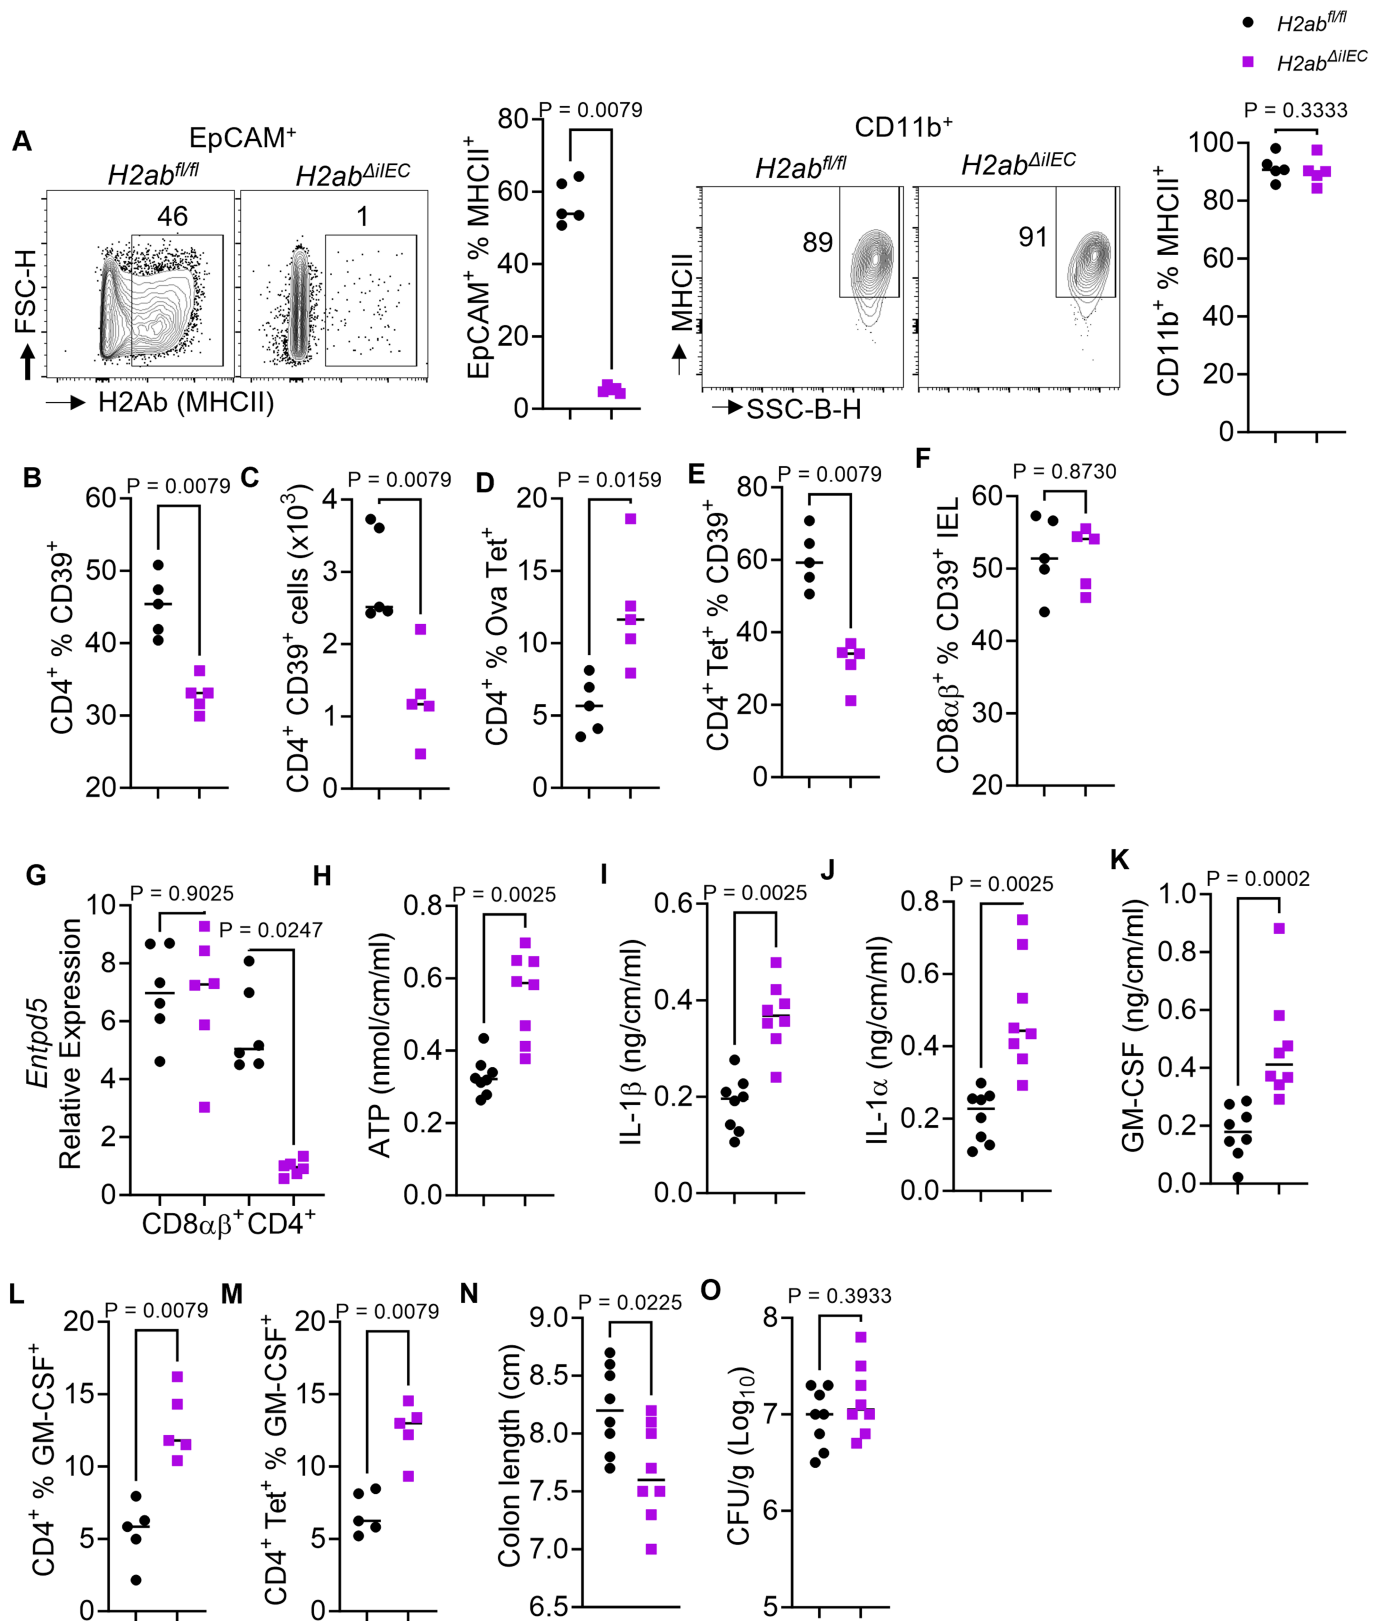 H2ab^fl/fl
H2ab^ΔiIEC
A
EpCAM⁺
H2ab^fl/fl H2ab^ΔiIEC
46 1
FSC-H
H2Ab (MHCII)
P = 0.0079
EpCAM⁺ % MHCII⁺
80
60
40
20
0
CD11b⁺
H2ab^fl/fl H2ab^ΔiIEC
89 91
MHCII
SSC-B-H
P = 0.3333
CD11b⁺ % MHCII⁺
100
80
60
40
20
0
B
P = 0.0079
CD4⁺ % CD39⁺
60
50
40
30
20
C
P = 0.0079
CD4⁺ CD39⁺ cells (x10³)
4
3
2
1
0
D
P = 0.0159
CD4⁺ % Ova Tet⁺
20
15
10
5
0
E
P = 0.0079
CD4⁺ Tet⁺ % CD39⁺
80
60
40
20
0
F
P = 0.8730
CD8αβ⁺ % CD39⁺ IEL
60
50
40
30
20
G
P = 0.9025
P = 0.0247
Entpd5
Relative Expression
10
8
6
4
2
0
CD8αβ⁺ CD4⁺
H
P = 0.0025
ATP (nmol/cm/ml)
0.8
0.6
0.4
0.2
0.0
I
P = 0.0025
IL-1β (ng/cm/ml)
0.6
0.4
0.2
0.0
J
P = 0.0025
IL-1α (ng/cm/ml)
0.8
0.6
0.4
0.2
0.0
K
P = 0.0002
GM-CSF (ng/cm/ml)
1.0
0.8
0.6
0.4
0.2
0.0
L
P = 0.0079
CD4⁺ % GM-CSF⁺
20
15
10
5
0
M
P = 0.0079
CD4⁺ Tet⁺ % GM-CSF⁺
20
15
10
5
0
N
P = 0.0225
Colon length (cm)
9.0
8.5
8.0
7.5
7.0
6.5
O
P = 0.3933
CFU/g (Log₁₀)
8
7
6
5